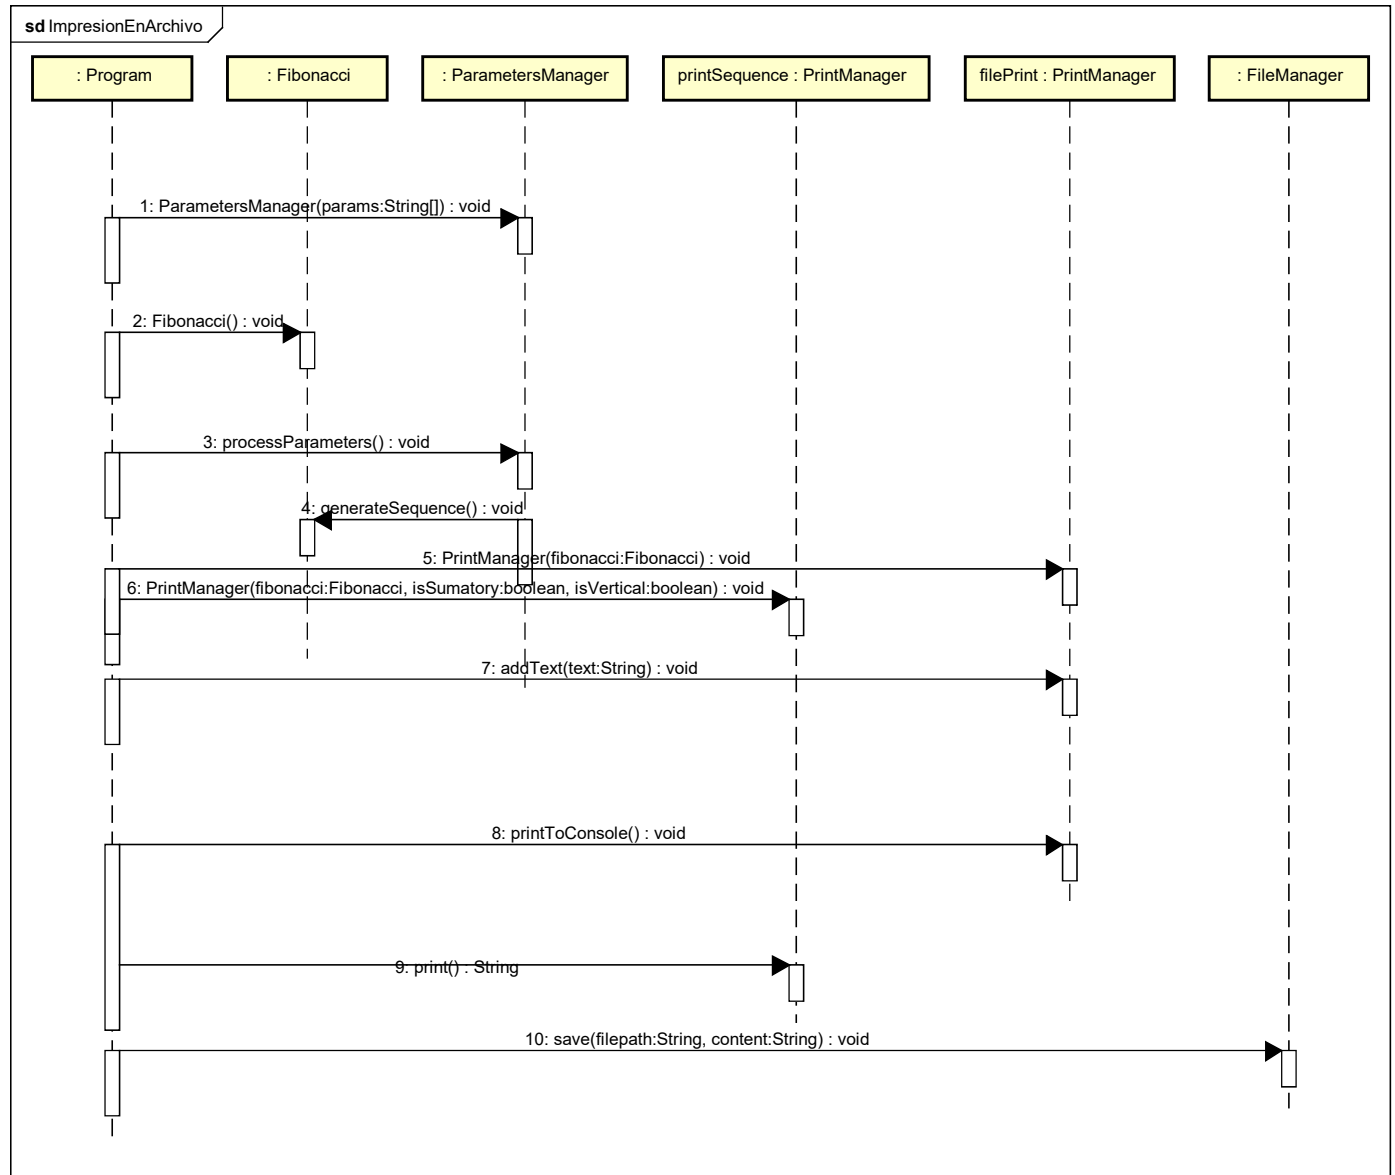 sd ImpresionEnArchivo
: Program
: Fibonacci
: ParametersManager
printSequence : PrintManager
filePrint : PrintManager
: FileManager
1: ParametersManager(params:String[]) : void
2: Fibonacci() : void
3: processParameters() : void
4: generateSequence() : void
5: PrintManager(fibonacci:Fibonacci) : void
6: PrintManager(fibonacci:Fibonacci, isSumatory:boolean, isVertical:boolean) : void
7: addText(text:String) : void
8: printToConsole() : void
9: print() : String
10: save(filepath:String, content:String) : void